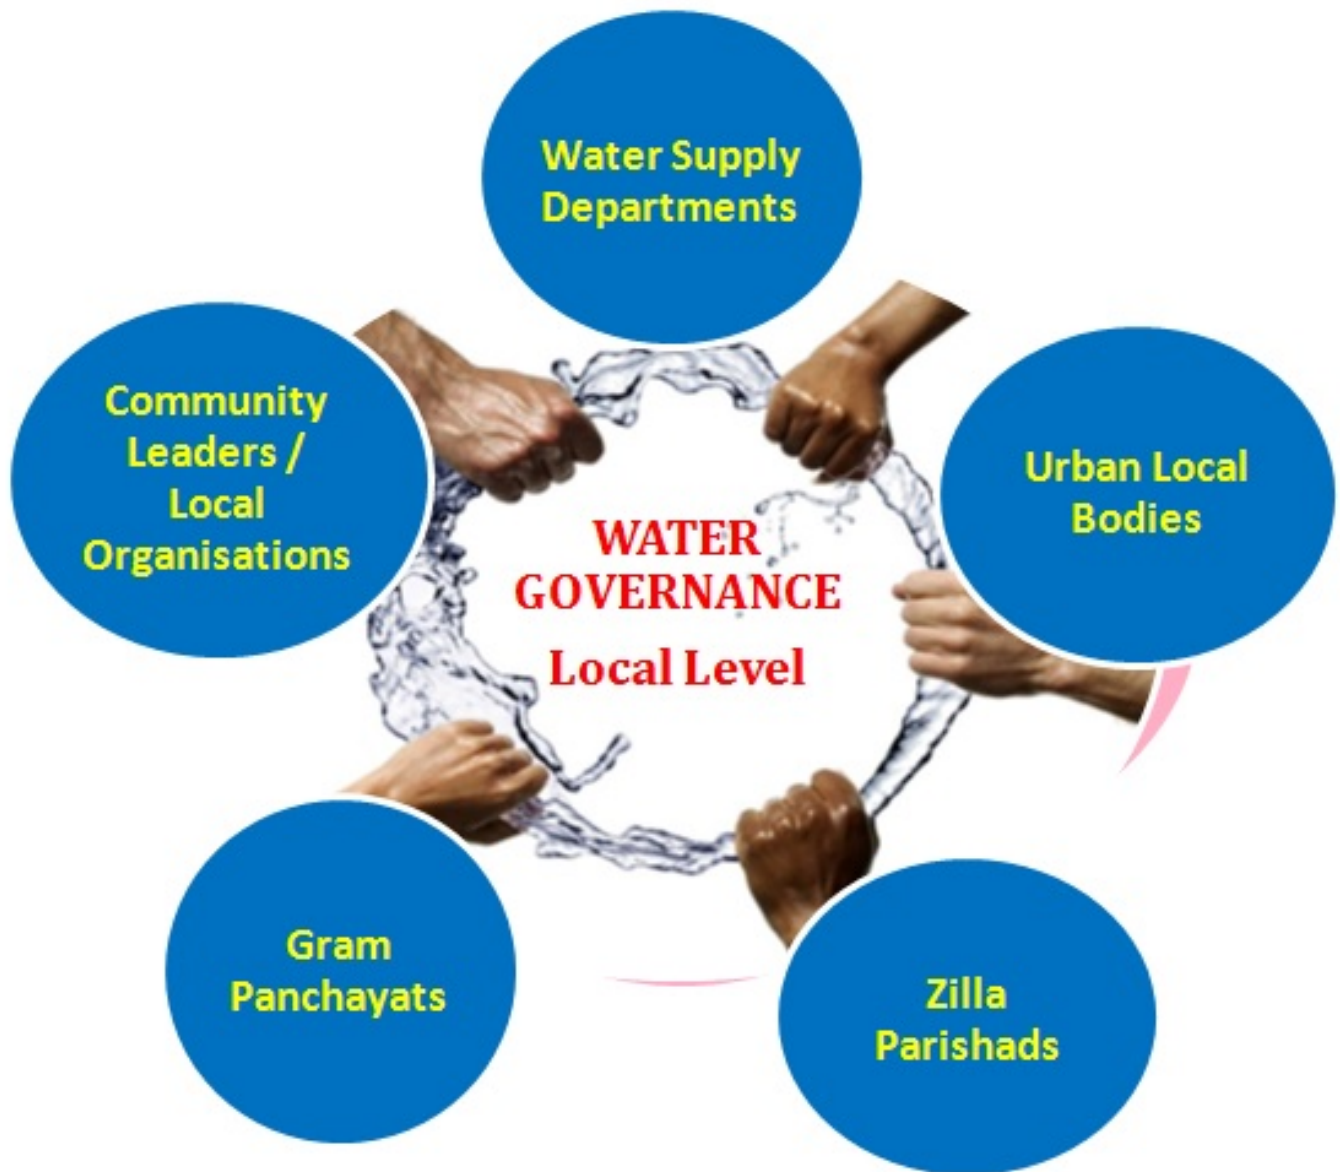 Water Supply
Departments
Community
Leaders /
Local
Organisations
Urban Local
Bodies
WATER
GOVERNANCE
Local Level
Gram
Panchayats
Zilla
Parishads